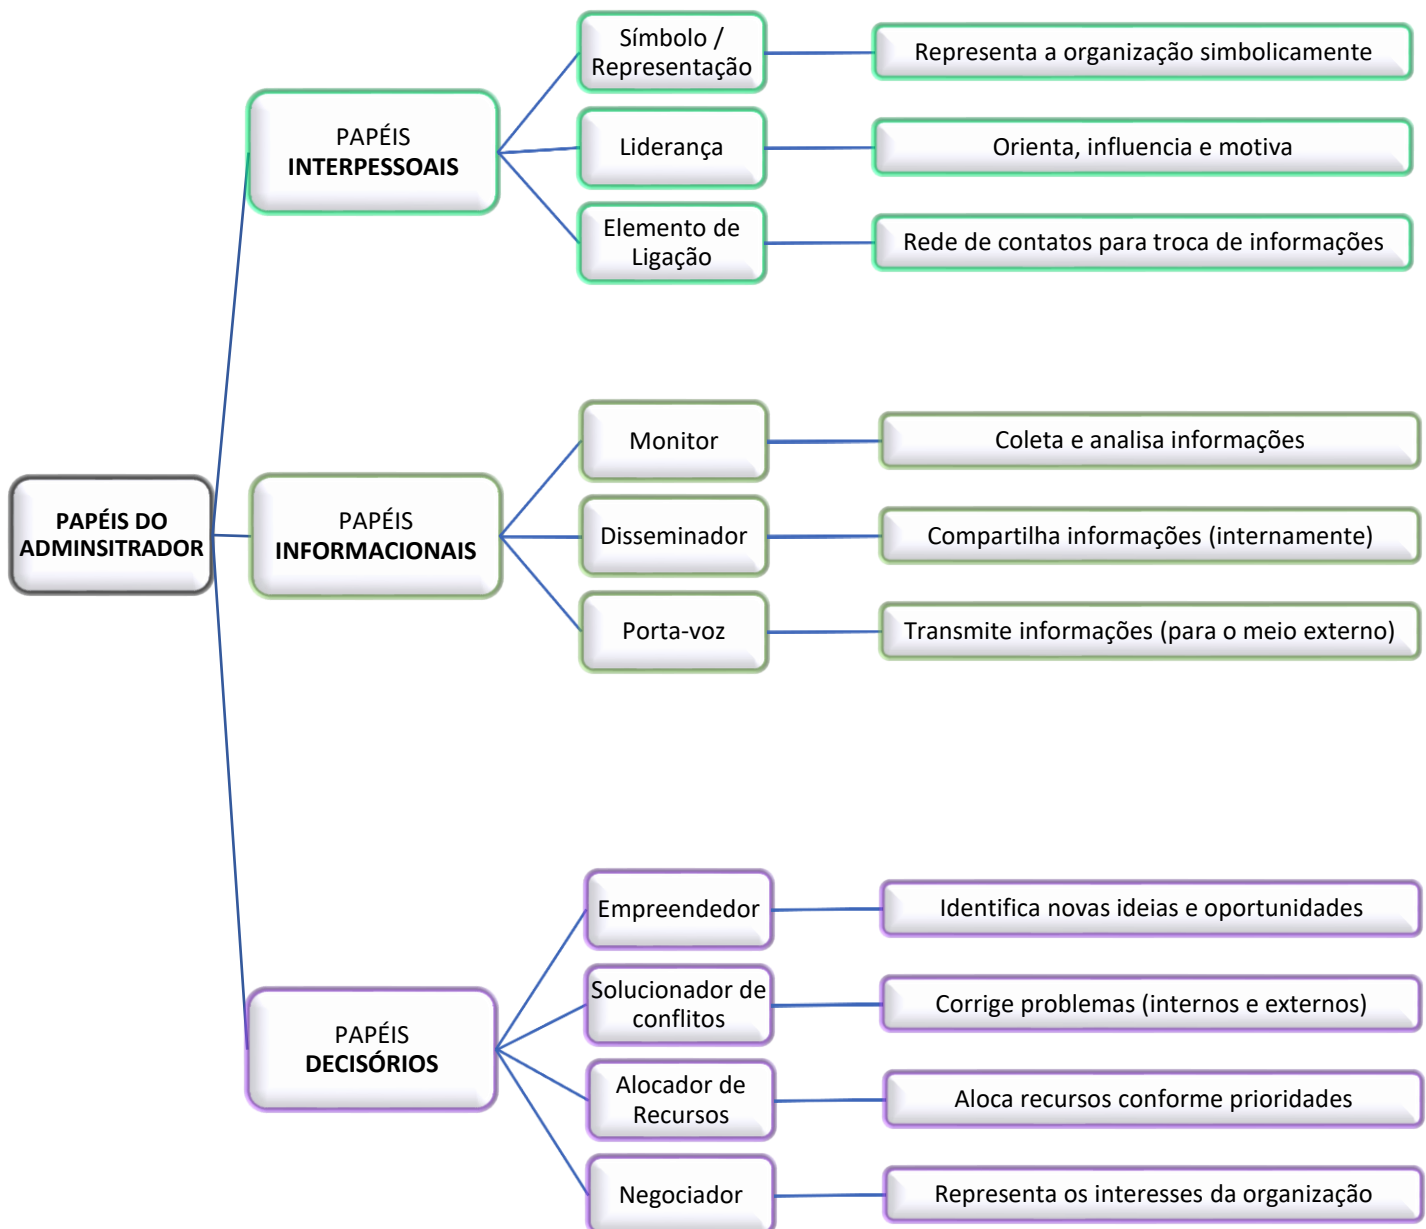 PAPÉIS DO
ADMINSITRADOR
PAPÉIS
INTERPESSOAIS
Símbolo /
Representação
Representa a organização simbolicamente
Liderança
Orienta, influencia e motiva
Elemento de
Ligação
Rede de contatos para troca de informações
PAPÉIS
INFORMACIONAIS
Monitor
Coleta e analisa informações
Disseminador
Compartilha informações (internamente)
Porta-voz
Transmite informações (para o meio externo)
PAPÉIS
DECISÓRIOS
Empreendedor
Identifica novas ideias e oportunidades
Solucionador de
conflitos
Corrige problemas (internos e externos)
Alocador de
Recursos
Aloca recursos conforme prioridades
Negociador
Representa os interesses da organização